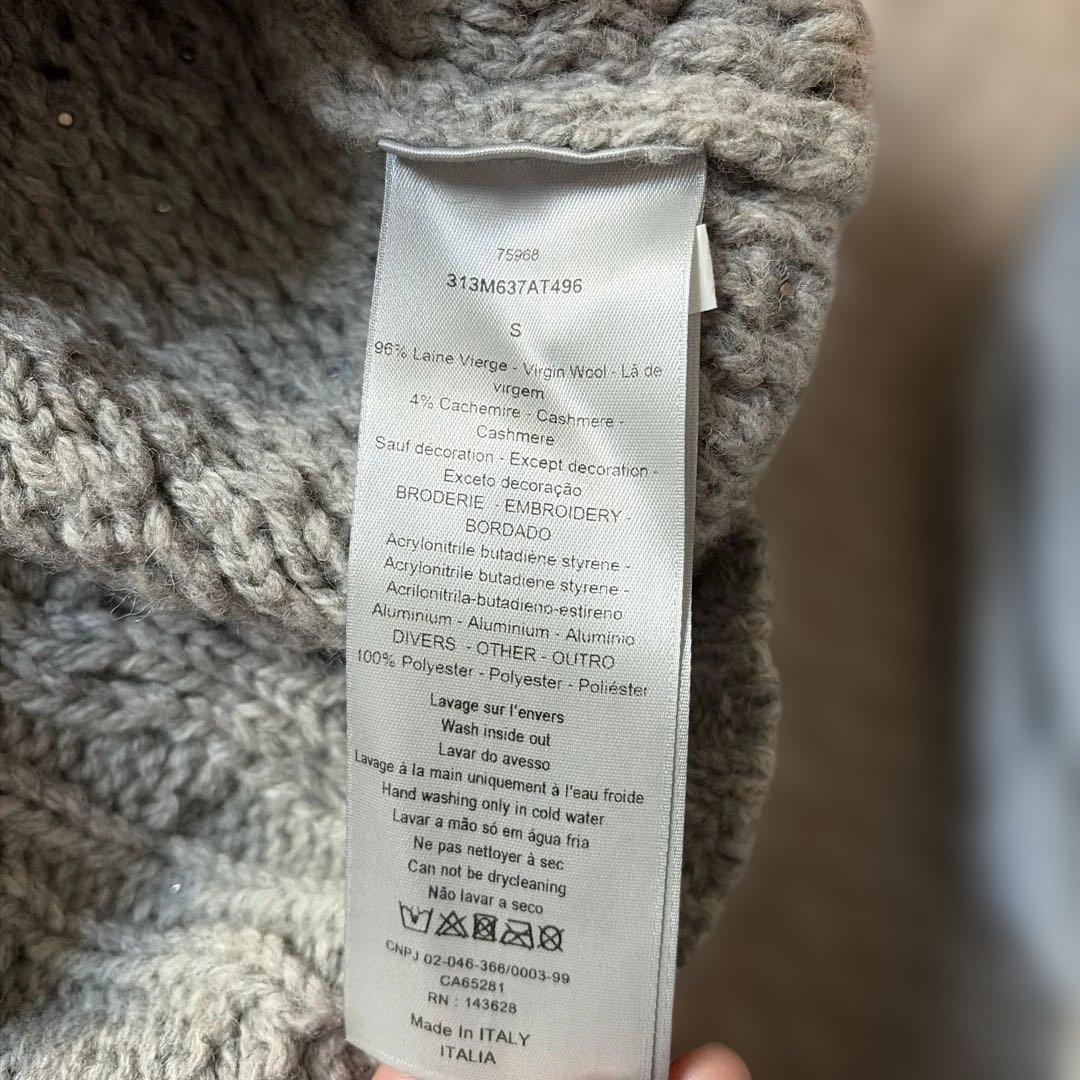 75968
313M637AT496
S
96% Laine Vierge - Virgin Wool - Lã de
virgem
4% Cachemire - Cashmere -
Cashmere
Sauf décoration - Except decoration -
Exceto decoração
BRODERIE - EMBROIDERY -
BORDADO
Acrylonitrile butadiène styrene -
Acrylonitrile butadiene styrene -
Acrilonitrila-butadieno-estireno
Aluminium - Aluminium - Alumínio
DIVERS - OTHER - OUTRO
100% Polyester - Polyester - Poliéster
Lavage sur l'envers
Wash inside out
Lavar do avesso
Lavage à la main uniquement à l'eau froide
Hand washing only in cold water
Lavar a mão só em água fria
Ne pas nettoyer à sec
Can not be drycleaning
Não lavar a seco
CNPJ 02-046-366/0003-99
CA65281
RN : 143628
Made In ITALY
ITALIA